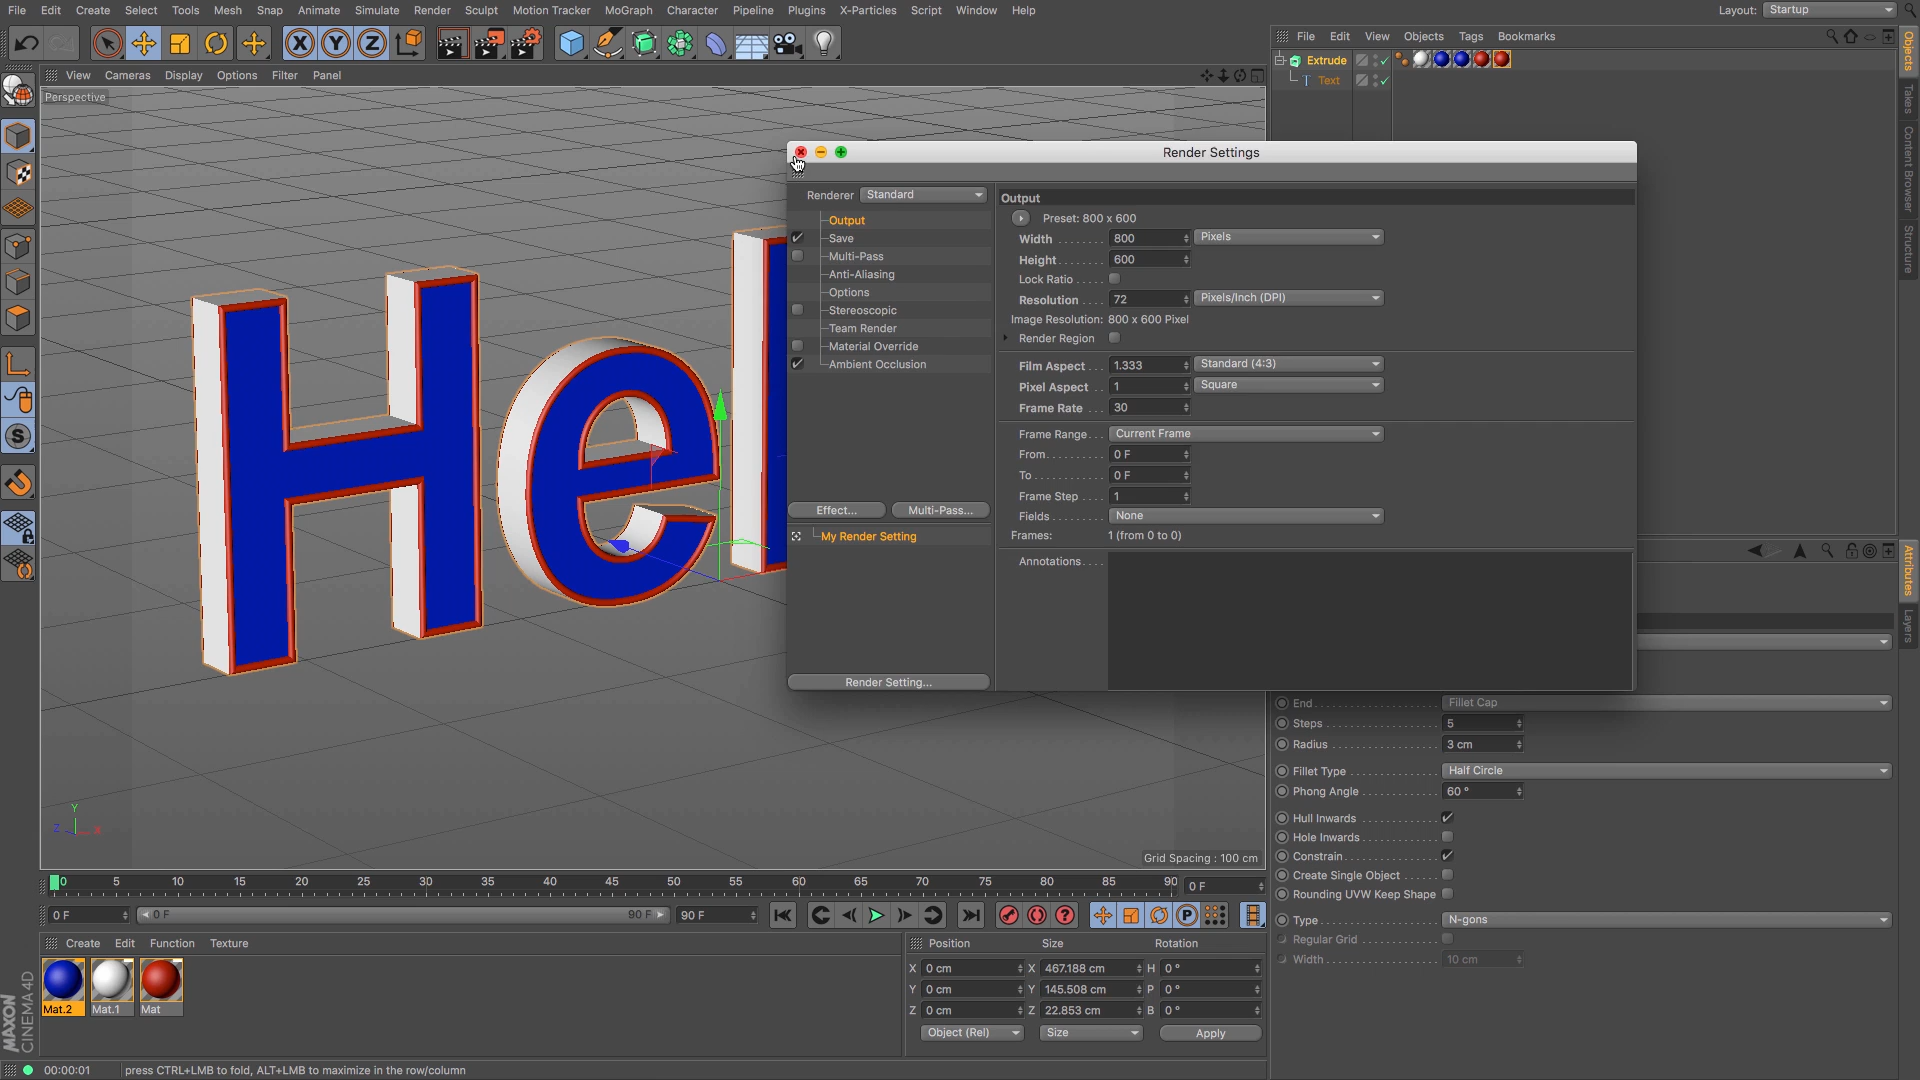 File Edit Create Select Tools Mesh Snap Animate Simulate Render Sculpt Motion Tracker MoGraph Character Pipeline Plugins X-Particles Script Window Help Layout: Startup
File Edit View Objects Tags Bookmarks
Extrude
Text
View Cameras Display Options Filter Panel
Perspective
Hel
Render Settings
Renderer Standard
Output
Save
Multi-Pass
Anti-Aliasing
Options
Stereoscopic
Team Render
Material Override
Ambient Occlusion
Effect... Multi-Pass...
My Render Setting
Render Setting...
Output
Preset: 800 x 600
Width 800 Pixels
Height 600
Lock Ratio
Resolution 72 Pixels/Inch (DPI)
Image Resolution: 800 x 600 Pixel
Render Region
Film Aspect 1.333 Standard (4:3)
Pixel Aspect 1 Square
Frame Rate 30
Frame Range Current Frame
From 0 F
To 0 F
Frame Step 1
Fields None
Frames: 1 (from 0 to 0)
Annotations
Objects
Takes
Content Browser
Structure
Attributes
Layers
End Fillet Cap
Steps 5
Radius 3 cm
Fillet Type Half Circle
Phong Angle 60 °
Hull Inwards
Hole Inwards
Constrain
Create Single Object
Rounding UVW Keep Shape
Type N-gons
Regular Grid
Width 10 cm
Y
Z X
Grid Spacing : 100 cm
0 5 10 15 20 25 30 35 40 45 50 55 60 65 70 75 80 85 90 0 F
0 F 0 F 90 F 90 F
Create Edit Function Texture
Mat.2 Mat.1 Mat
Position Size Rotation
X 0 cm X 467.188 cm H 0 °
Y 0 cm Y 145.508 cm P 0 °
Z 0 cm Z 22.853 cm B 0 °
Object (Rel) Size Apply
MAXON
CINEMA 4D
00:00:01 press CTRL+LMB to fold, ALT+LMB to maximize in the row/column